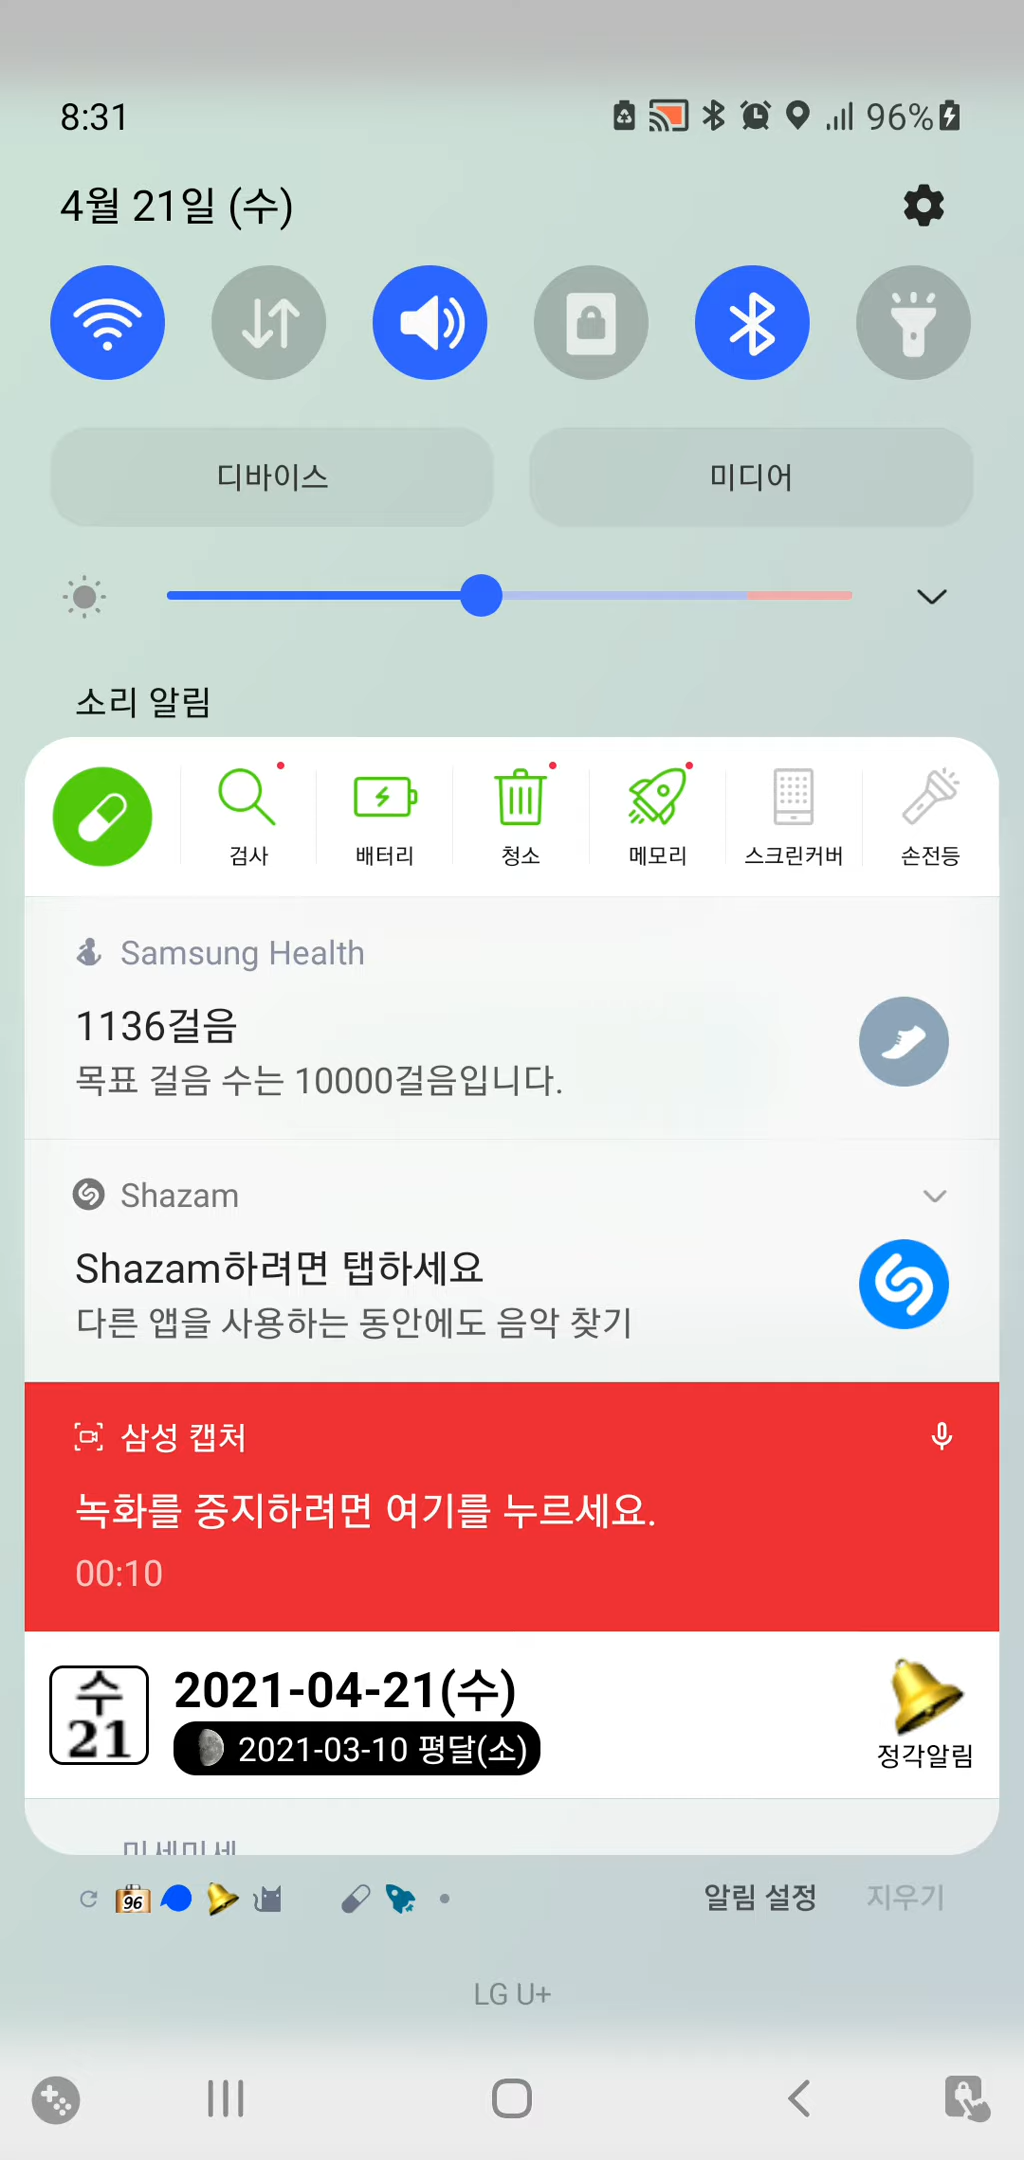 8:31
96%
4월 21일 (수)
디바이스
미디어
소리 알림
검사
배터리
청소
메모리
스크린커버
손전등
Samsung Health
1136걸음
목표 걸음 수는 10000걸음입니다.
Shazam
Shazam하려면 탭하세요
다른 앱을 사용하는 동안에도 음악 찾기
삼성 캡처
녹화를 중지하려면 여기를 누르세요.
00:10
수
21
2021-04-21(수)
2021-03-10 평달(소)
정각알림
미세미세
96
알림 설정
지우기
LG U+